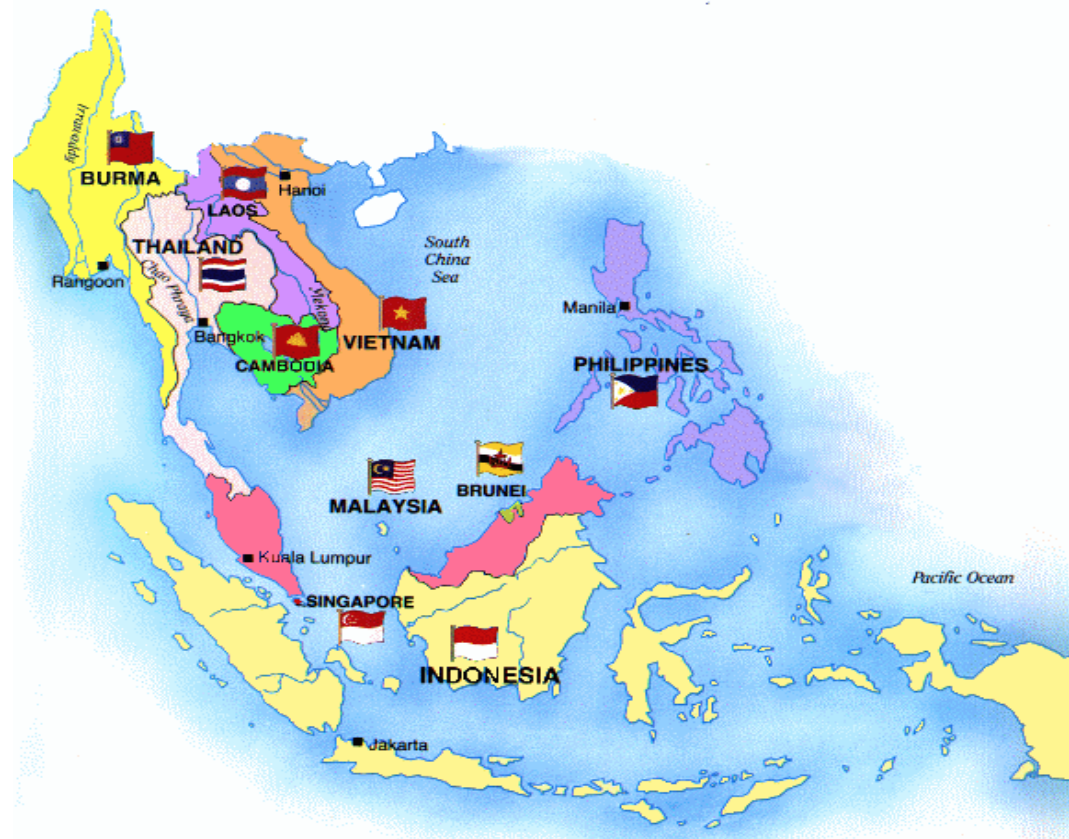 Irrawaddy
BURMA
Hanoi
LAOS
THAILAND
South
China
Sea
Rangoon
Chao Phraya
Mekong
Manila
Bangkok
VIETNAM
CAMBODIA
PHILIPPINES
BRUNEI
MALAYSIA
Kuala Lumpur
Pacific Ocean
SINGAPORE
INDONESIA
Jakarta